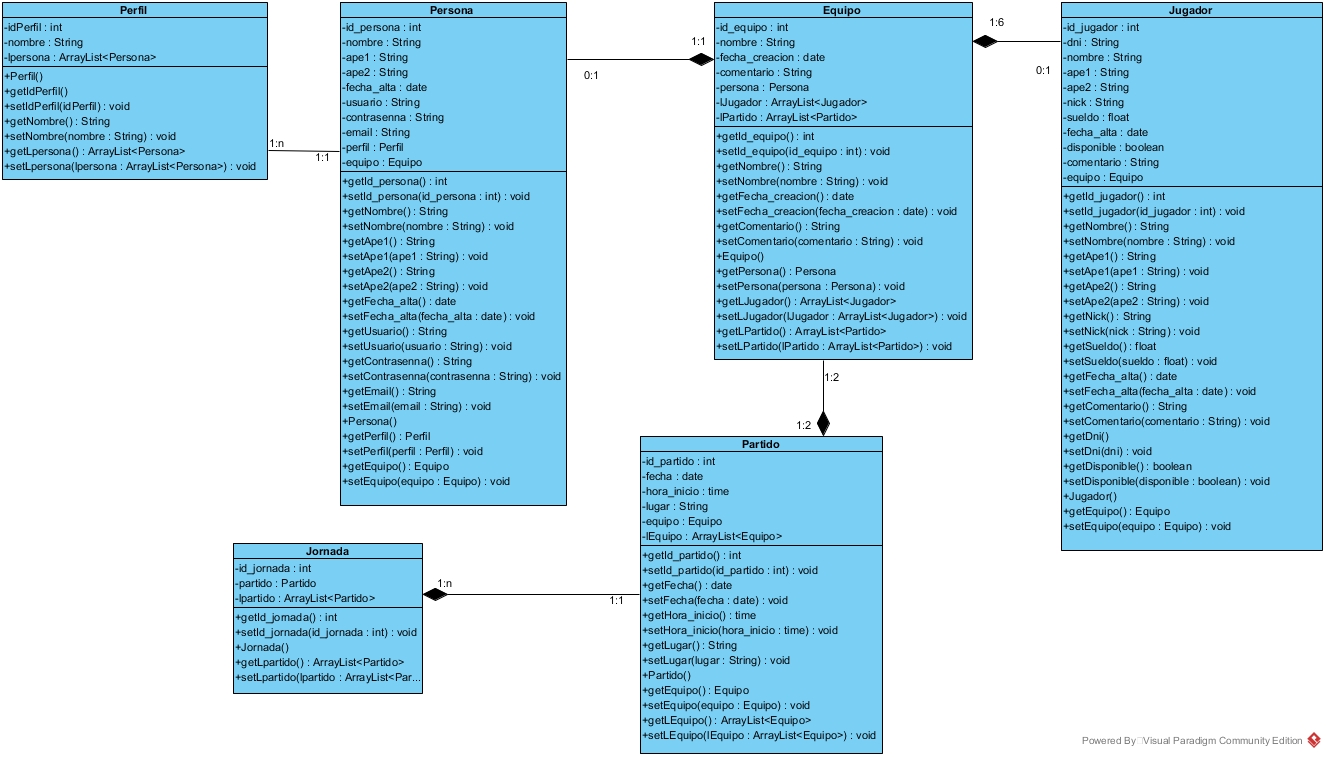 Perfil
-idPerfil : int
-nombre : String
-lpersona : ArrayList<Persona>
+Perfil()
+getIdPerfil()
+setIdPerfil(idPerfil) : void
+getNombre() : String
+setNombre(nombre : String) : void
+getLpersona() : ArrayList<Persona>
+setLpersona(lpersona : ArrayList<Persona>) : void
1:n
1:1
Persona
-id_persona : int
-nombre : String
-ape1 : String
-ape2 : String
-fecha_alta : date
-usuario : String
-contrasenna : String
-email : String
-perfil : Perfil
-equipo : Equipo
+getId_persona() : int
+setId_persona(id_persona : int) : void
+getNombre() : String
+setNombre(nombre : String) : void
+getApe1() : String
+setApe1(ape1 : String) : void
+getApe2() : String
+setApe2(ape2 : String) : void
+getFecha_alta() : date
+setFecha_alta(fecha_alta : date) : void
+getUsuario() : String
+setUsuario(usuario : String) : void
+getContrasenna() : String
+setContrasenna(contrasenna : String) : void
+getEmail() : String
+setEmail(email : String) : void
+Persona()
+getPerfil() : Perfil
+setPerfil(perfil : Perfil) : void
+getEquipo() : Equipo
+setEquipo(equipo : Equipo) : void
1:1
0:1
Equipo
-id_equipo : int
-nombre : String
-fecha_creacion : date
-comentario : String
-persona : Persona
-lJugador : ArrayList<Jugador>
-lPartido : ArrayList<Partido>
+getId_equipo() : int
+setId_equipo(id_equipo : int) : void
+getNombre() : String
+setNombre(nombre : String) : void
+getFecha_creacion() : date
+setFecha_creacion(fecha_creacion : date) : void
+getComentario() : String
+setComentario(comentario : String) : void
+Equipo()
+getPersona() : Persona
+setPersona(persona : Persona) : void
+getLJugador() : ArrayList<Jugador>
+setLJugador(lJugador : ArrayList<Jugador>) : void
+getLPartido() : ArrayList<Partido>
+setLPartido(lPartido : ArrayList<Partido>) : void
1:6
0:1
Jugador
-id_jugador : int
-dni : String
-nombre : String
-ape1 : String
-ape2 : String
-nick : String
-sueldo : float
-fecha_alta : date
-disponible : boolean
-comentario : String
-equipo : Equipo
+getId_jugador() : int
+setId_jugador(id_jugador : int) : void
+getNombre() : String
+setNombre(nombre : String) : void
+getApe1() : String
+setApe1(ape1 : String) : void
+getApe2() : String
+setApe2(ape2 : String) : void
+getNick() : String
+setNick(nick : String) : void
+getSueldo() : float
+setSueldo(sueldo : float) : void
+getFecha_alta() : date
+setFecha_alta(fecha_alta : date) : void
+getComentario() : String
+setComentario(comentario : String) : void
+getDni()
+setDni(dni) : void
+getDisponible() : boolean
+setDisponible(disponible : boolean) : void
+Jugador()
+getEquipo() : Equipo
+setEquipo(equipo : Equipo) : void
1:2
1:2
Partido
-id_partido : int
-fecha : date
-hora_inicio : time
-lugar : String
-equipo : Equipo
-lEquipo : ArrayList<Equipo>
+getId_partido() : int
+setId_partido(id_partido : int) : void
+getFecha() : date
+setFecha(fecha : date) : void
+getHora_inicio() : time
+setHora_inicio(hora_inicio : time) : void
+getLugar() : String
+setLugar(lugar : String) : void
+Partido()
+getEquipo() : Equipo
+setEquipo(equipo : Equipo) : void
+getLEquipo() : ArrayList<Equipo>
+setLEquipo(lEquipo : ArrayList<Equipo>) : void
Jornada
-id_jornada : int
-partido : Partido
-lpartido : ArrayList<Partido>
+getId_jornada() : int
+setId_jornada(id_jornada : int) : void
+Jornada()
+getLpartido() : ArrayList<Partido>
+setLpartido(lpartido : ArrayList<Par...
1:n
1:1
Powered By Visual Paradigm Community Edition